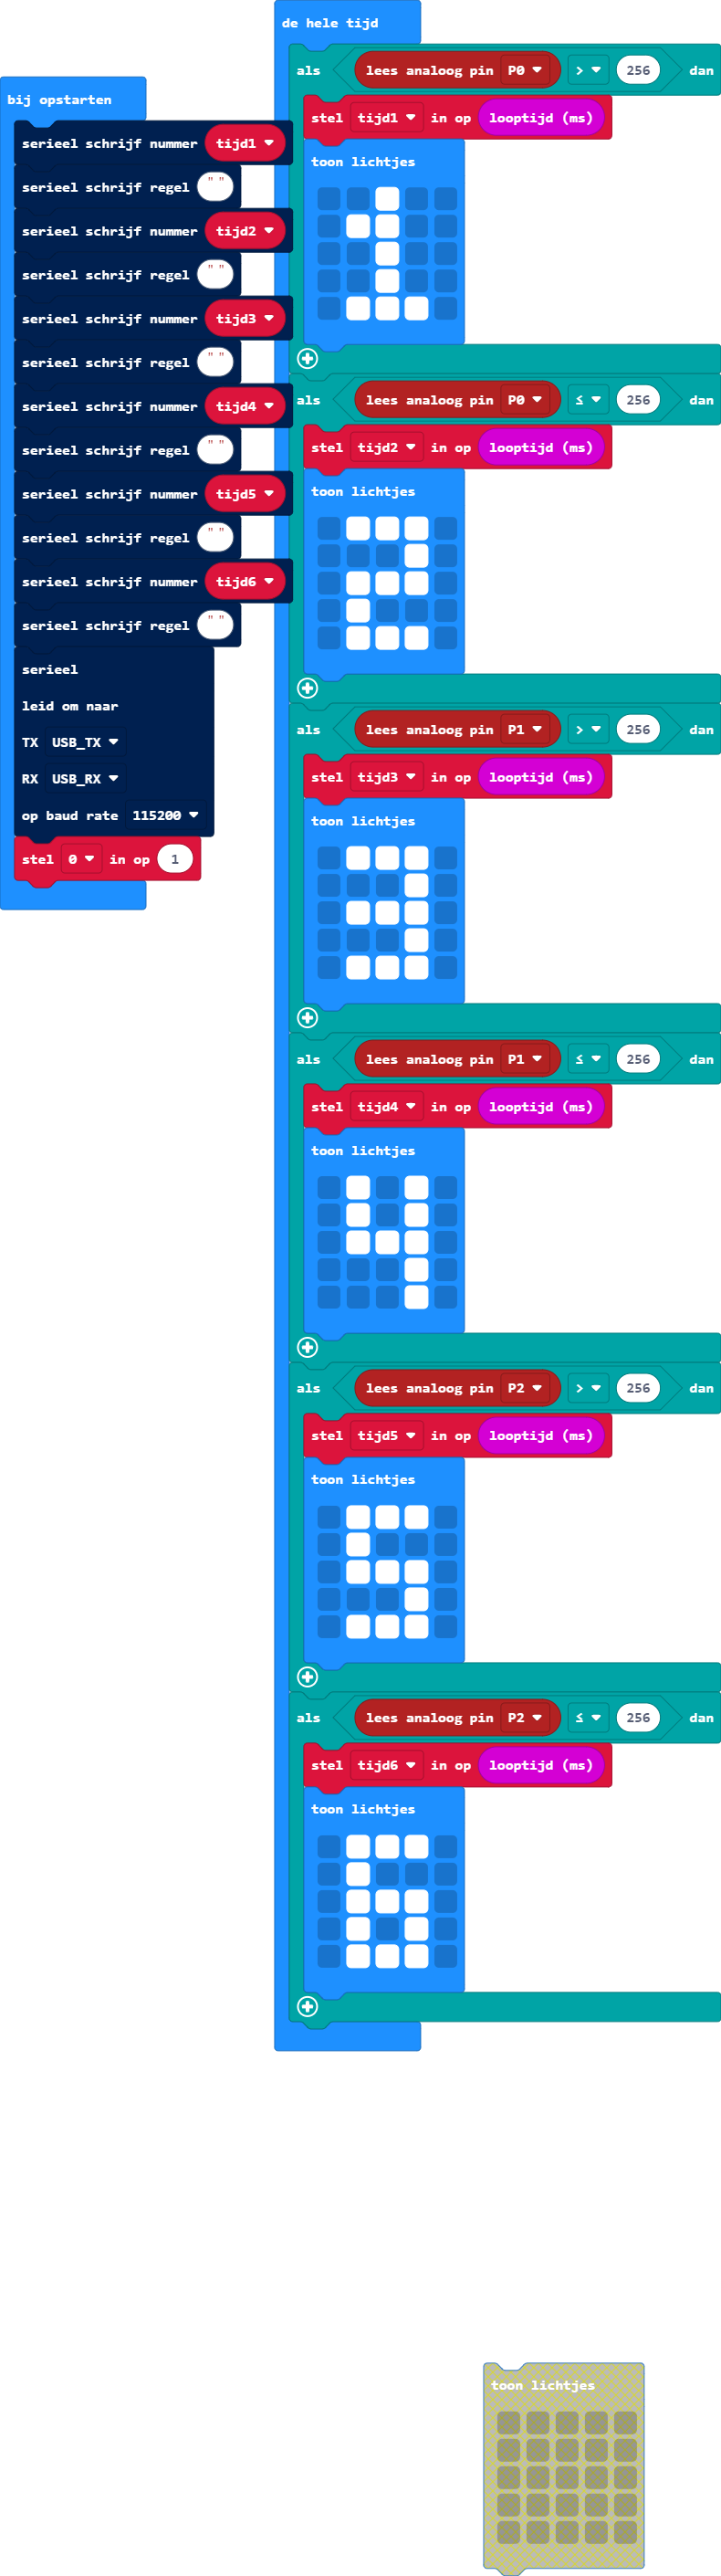 bij opstarten
serieel schrijf nummer tijd1
serieel schrijf regel " "
serieel schrijf nummer tijd2
serieel schrijf regel " "
serieel schrijf nummer tijd3
serieel schrijf regel " "
serieel schrijf nummer tijd4
serieel schrijf regel " "
serieel schrijf nummer tijd5
serieel schrijf regel " "
serieel schrijf nummer tijd6
serieel schrijf regel " "
serieel
leid om naar
TX USB_TX
RX USB_RX
op baud rate 115200
stel 0 in op 1
de hele tijd
als lees analoog pin P0 > 256 dan
stel tijd1 in op looptijd (ms)
toon lichtjes
als lees analoog pin P0 ≤ 256 dan
stel tijd2 in op looptijd (ms)
toon lichtjes
als lees analoog pin P1 > 256 dan
stel tijd3 in op looptijd (ms)
toon lichtjes
als lees analoog pin P1 ≤ 256 dan
stel tijd4 in op looptijd (ms)
toon lichtjes
als lees analoog pin P2 > 256 dan
stel tijd5 in op looptijd (ms)
toon lichtjes
als lees analoog pin P2 ≤ 256 dan
stel tijd6 in op looptijd (ms)
toon lichtjes
toon lichtjes